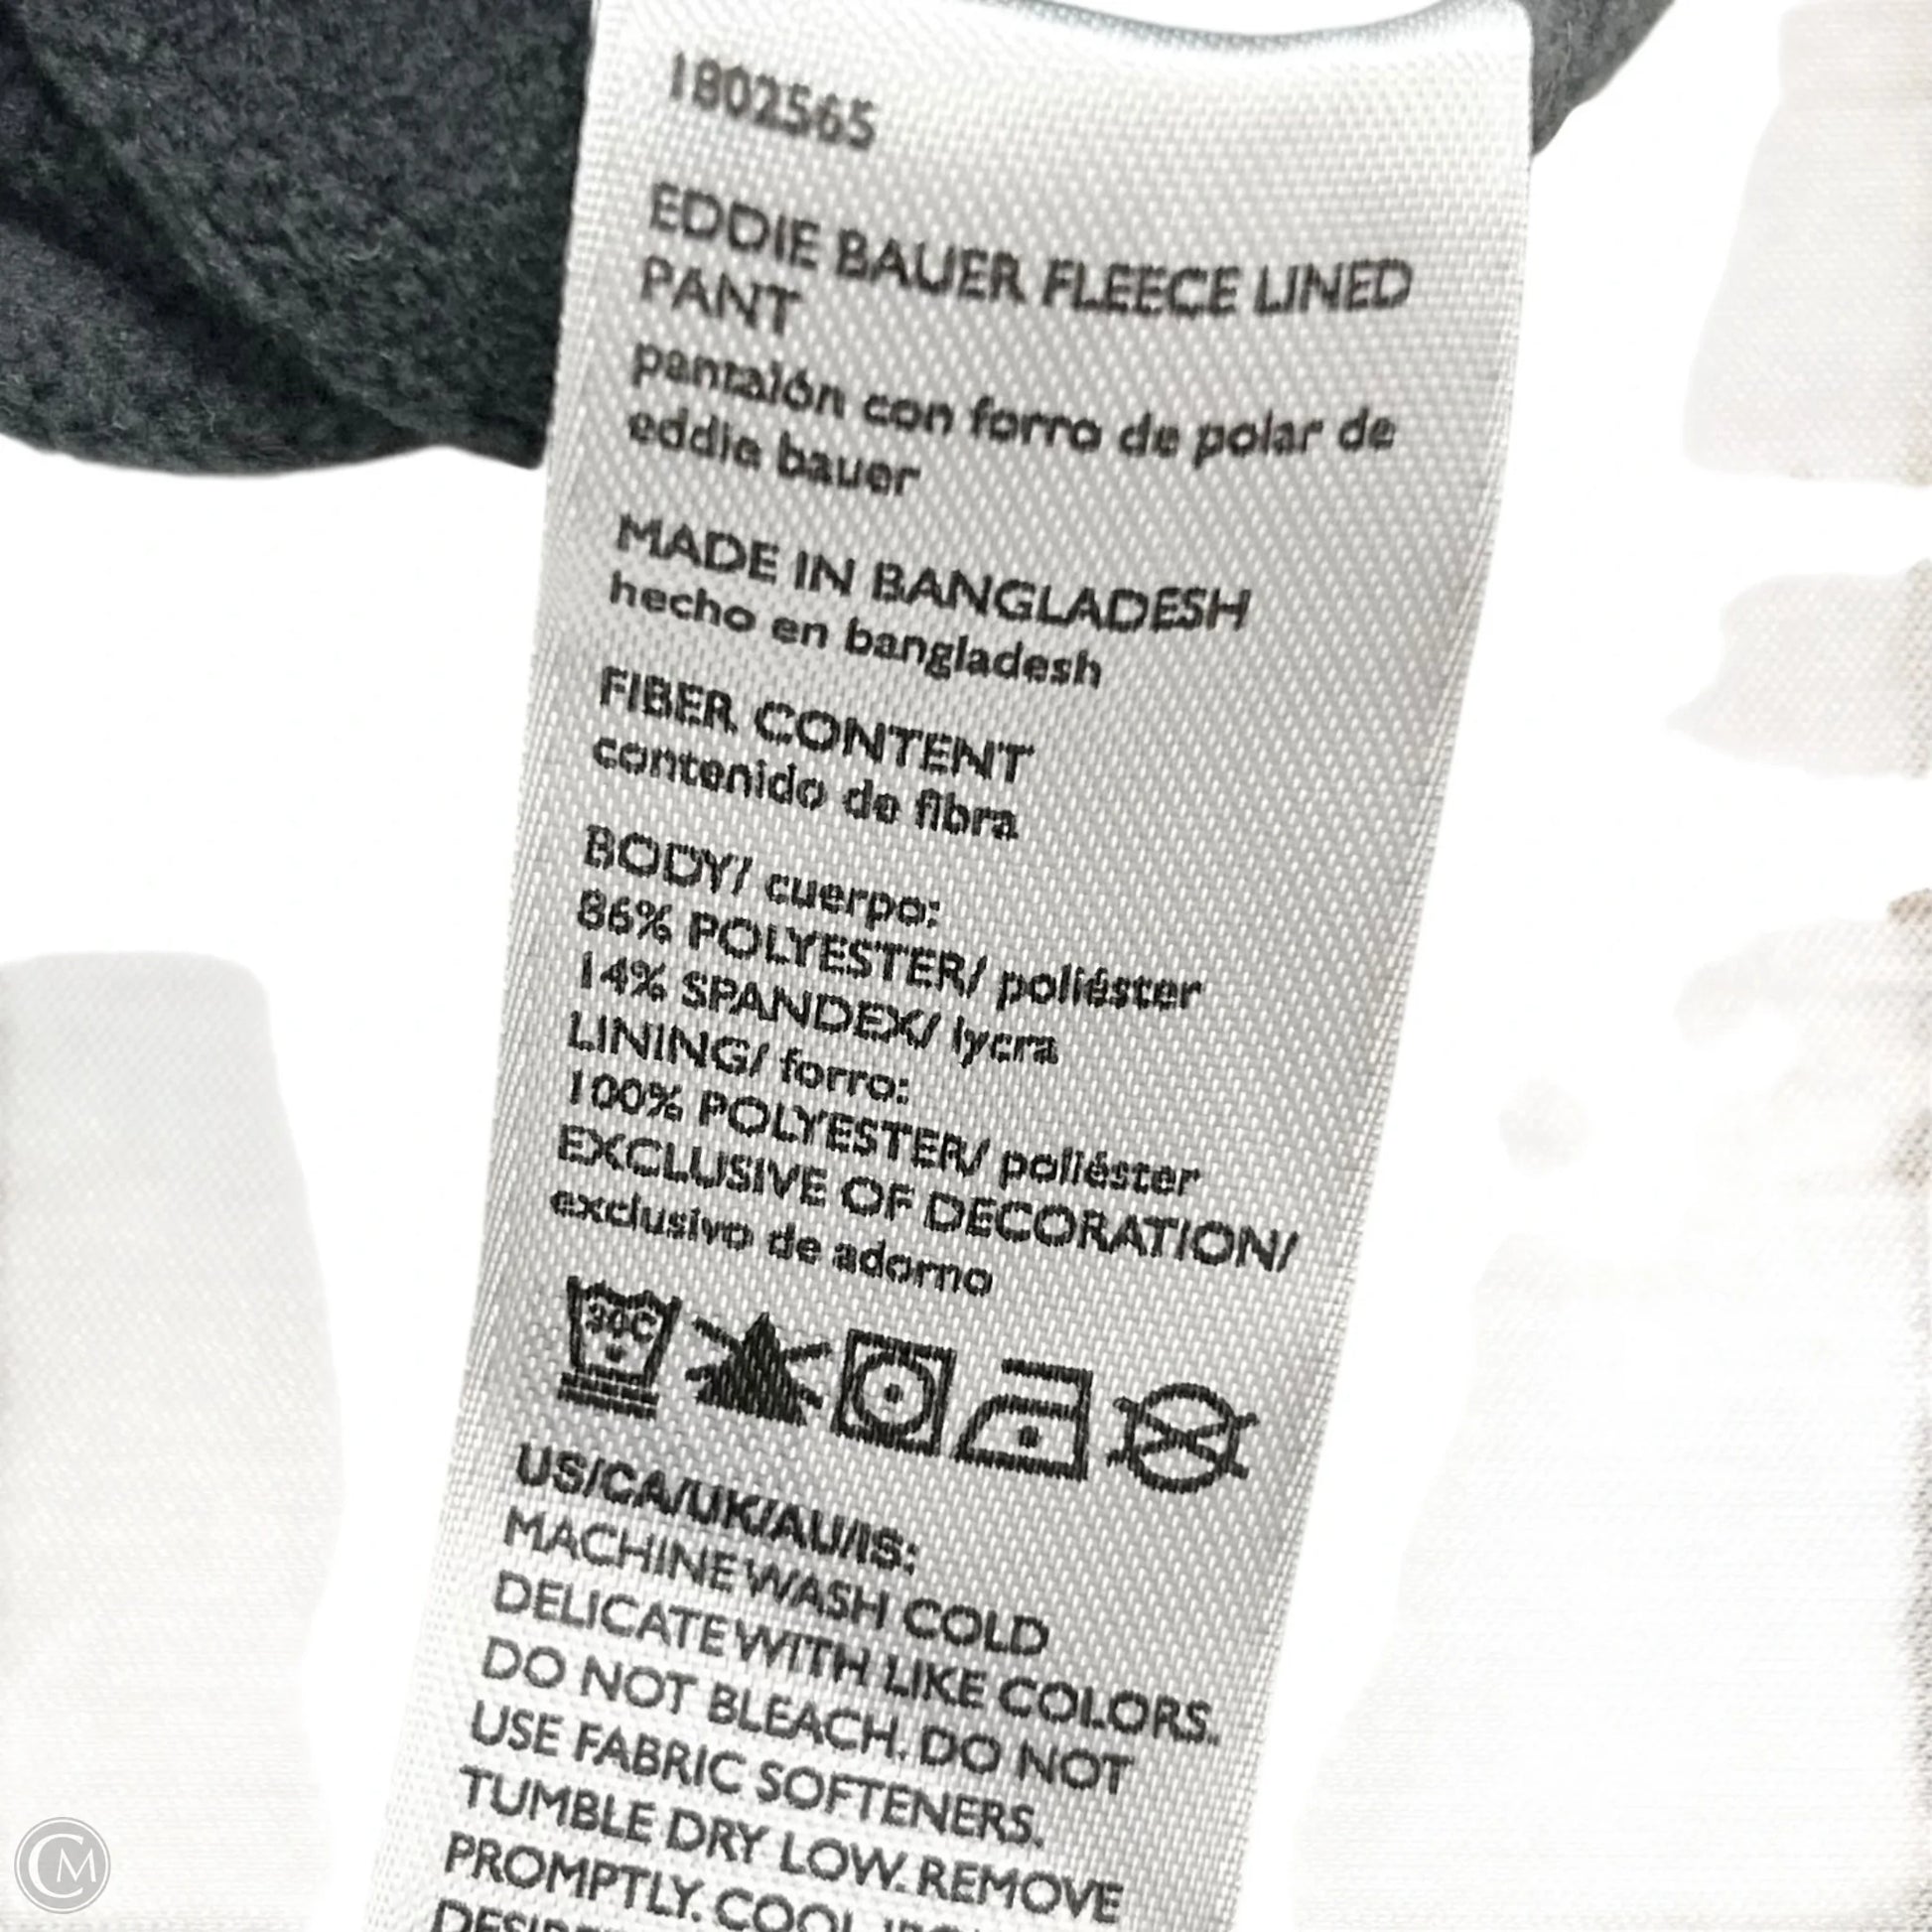 1802565
EDDIE BAUER FLEECE LINED
PANT
pantalón con forro de polar de
eddie bauer
MADE IN BANGLADESH
hecho en bangladesh
FIBER CONTENT
contenido de fibra
BODY/ cuerpo:
86% POLYESTER/ poliéster
14% SPANDEX/ lycra
LINING/ forro:
100% POLYESTER/ poliéster
EXCLUSIVE OF DECORATION/
exclusivo de adorno
30C
US/CA/UK/AU/IS:
MACHINE WASH COLD
DELICATE WITH LIKE COLORS.
DO NOT BLEACH. DO NOT
USE FABRIC SOFTENERS.
TUMBLE DRY LOW. REMOVE
PROMPTLY. COOL
CM